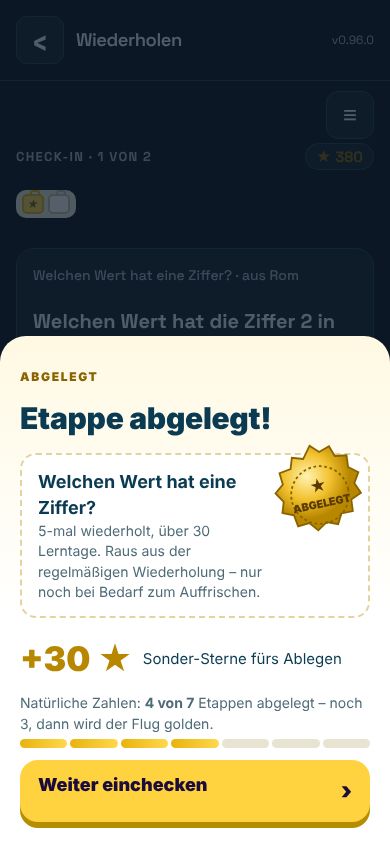 <
Wiederholen
v0.96.0
≡
CHECK-IN · 1 VON 2
★ 380
Welchen Wert hat eine Ziffer? · aus Rom
Welchen Wert hat die Ziffer 2 in
ABGELEGT
Etappe abgelegt!
Welchen Wert hat eine
Ziffer?
5-mal wiederholt, über 30
Lerntage. Raus aus der
regelmäßigen Wiederholung – nur
noch bei Bedarf zum Auffrischen.
★
ABGELEGT
+30 ★ Sonder-Sterne fürs Ablegen
Natürliche Zahlen: 4 von 7 Etappen abgelegt – noch
3, dann wird der Flug golden.
Weiter einchecken ›